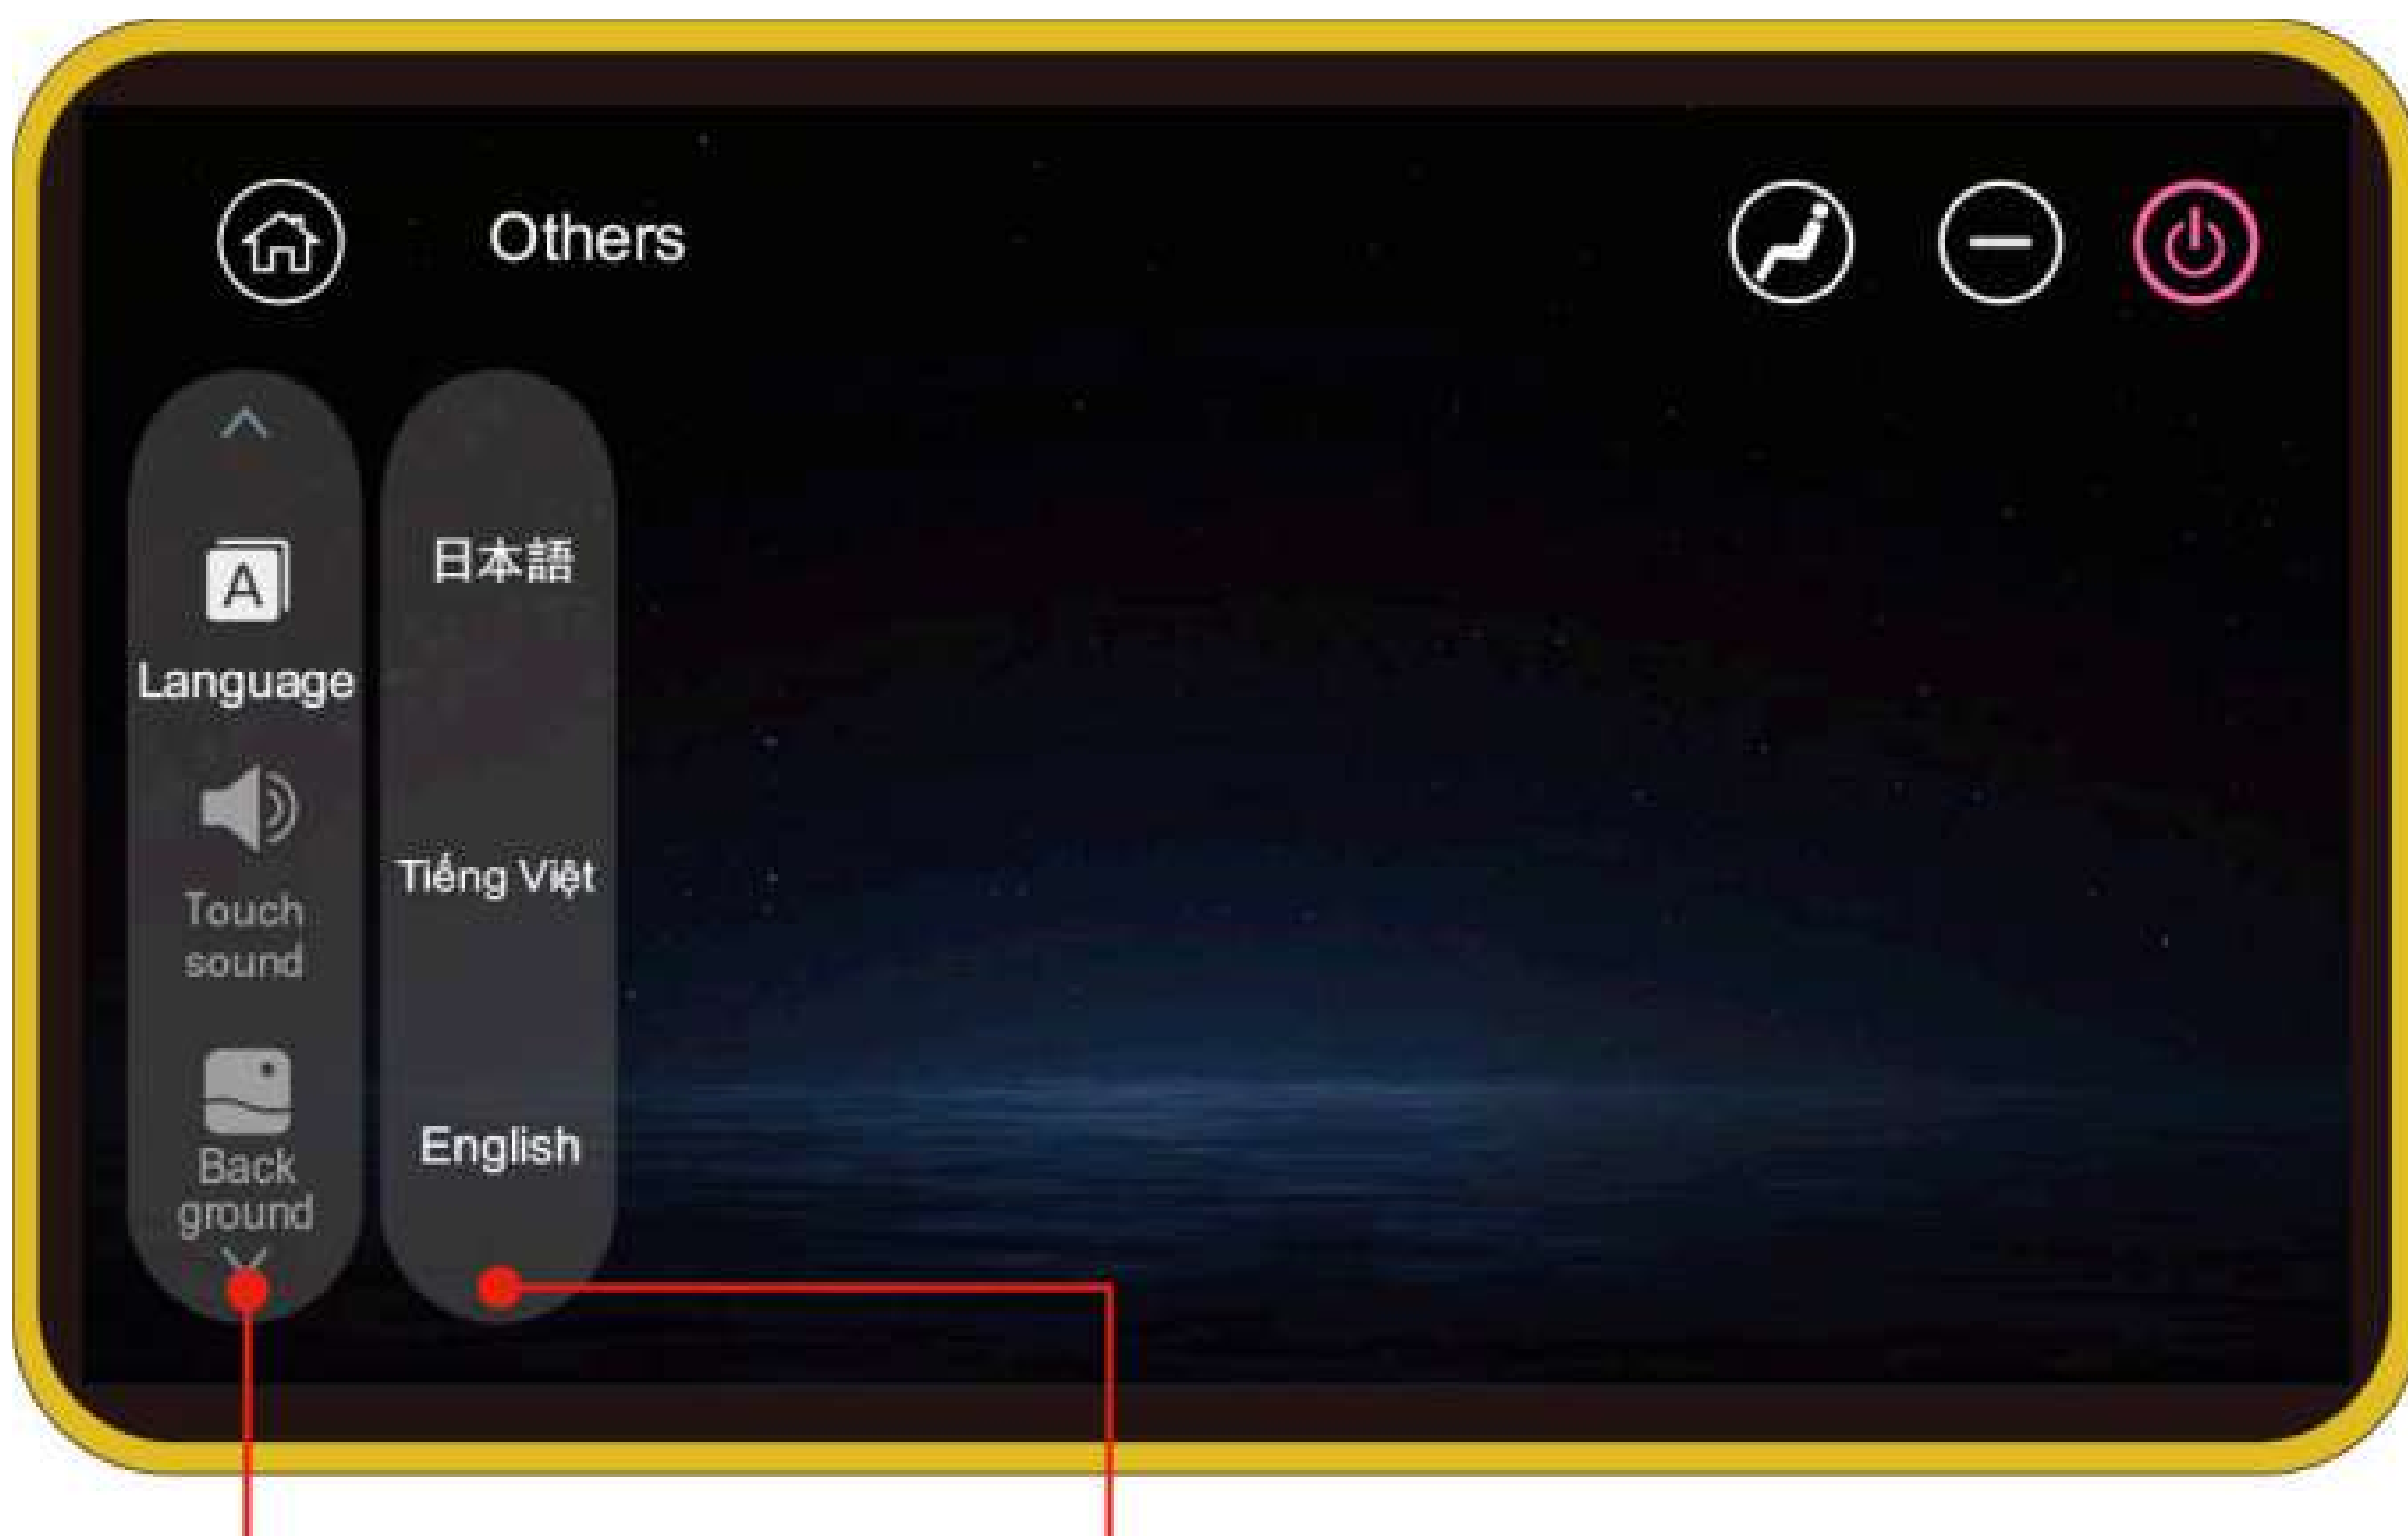 Others
Language
Touch
sound
Back
ground
日本語
Tiếng Việt
English